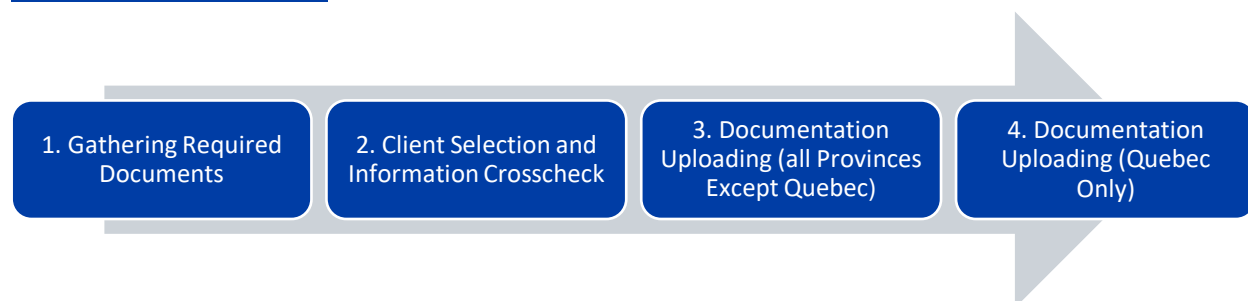 1. Gathering Required
Documents
2. Client Selection and
Information Crosscheck
3. Documentation
Uploading (all Provinces
Except Quebec)
4. Documentation
Uploading (Quebec
Only)